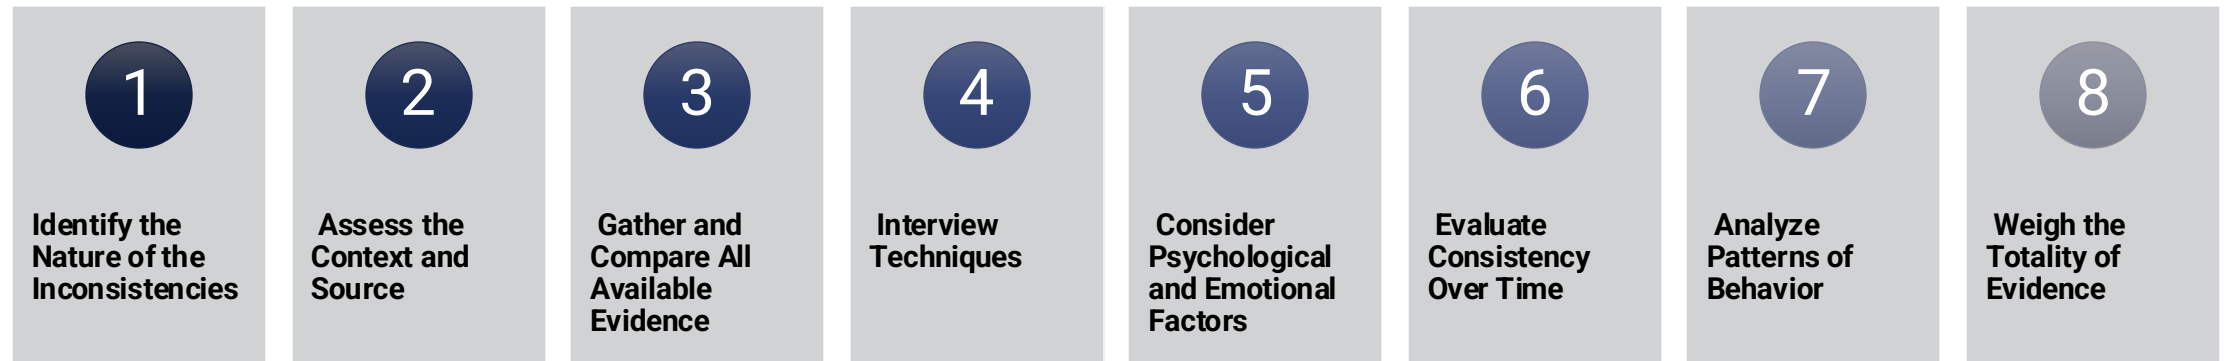 1
Identify the
Nature of the
Inconsistencies
2
Assess the
Context and
Source
3
Gather and
Compare All
Available
Evidence
4
Interview
Techniques
5
Consider
Psychological
and Emotional
Factors
6
Evaluate
Consistency
Over Time
7
Analyze
Patterns of
Behavior
8
Weigh the
Totality of
Evidence